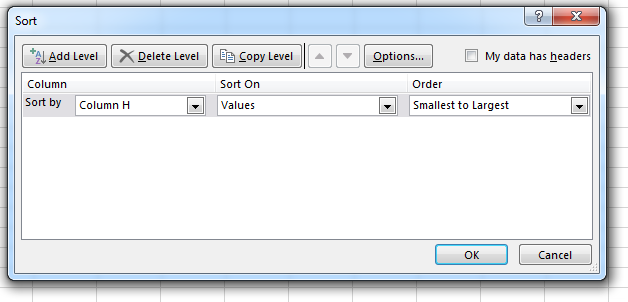 Sort
Add Level Delete Level Copy Level Options... My data has headers
Column Sort On Order
Sort by Column H Values Smallest to Largest
OK Cancel